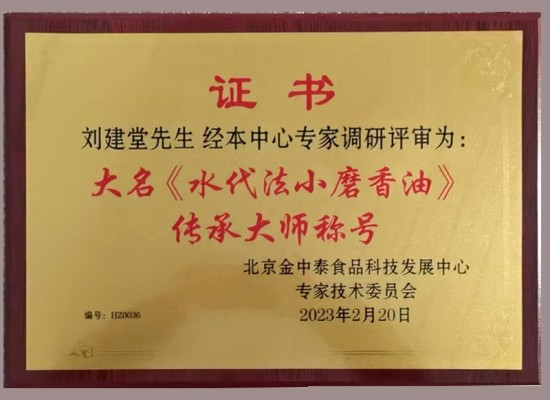 证书
刘建堂先生 经本中心专家调研评审为：
大名《水代法小磨香油》
传承大师称号
北京金中泰食品科技发展中心
专家技术委员会
编号：HZ0036
2023年2月20日